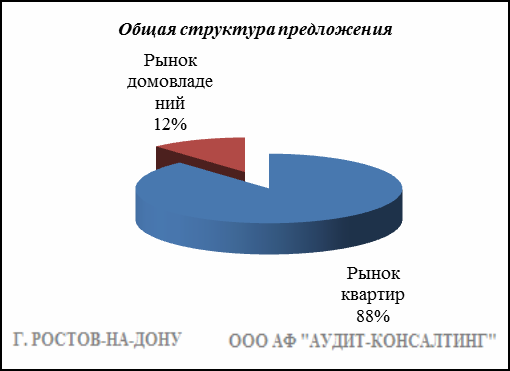 Общая структура предложения
Рынок
домовладе
ний
12%
Рынок
квартир
88%
Г. РОСТОВ-НА-ДОНУ ООО АФ "АУДИТ-КОНСАЛТИНГ"